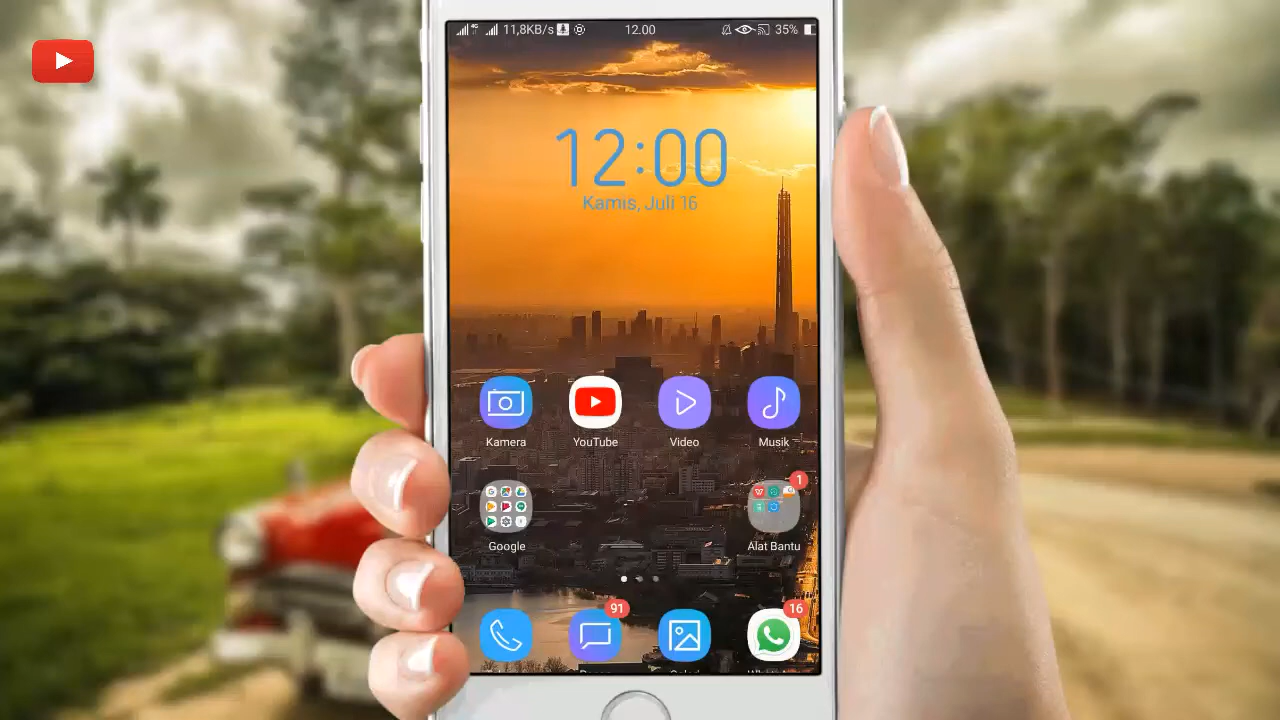 11,8KB/s 12.00 35%
12:00
Kamis, Juli 16
Kamera YouTube Video Musik
1
Google Alat Bantu
91 16